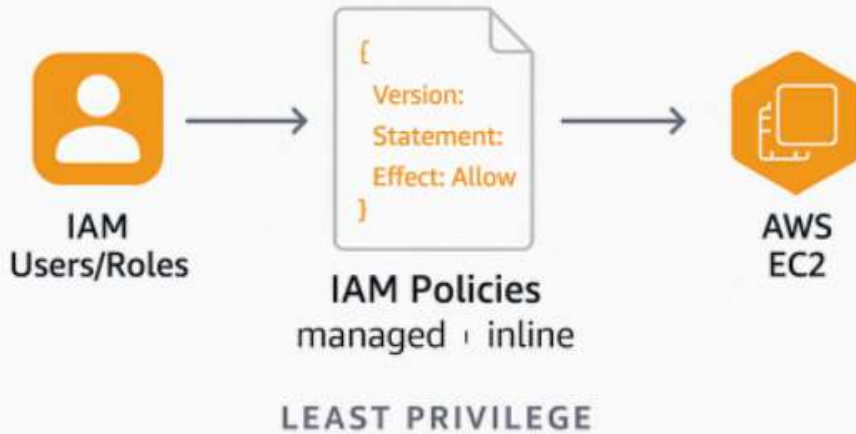 {
Version:
Statement:
Effect: Allow
}
IAM
Users/Roles
IAM Policies
managed | inline
AWS
EC2
LEAST PRIVILEGE